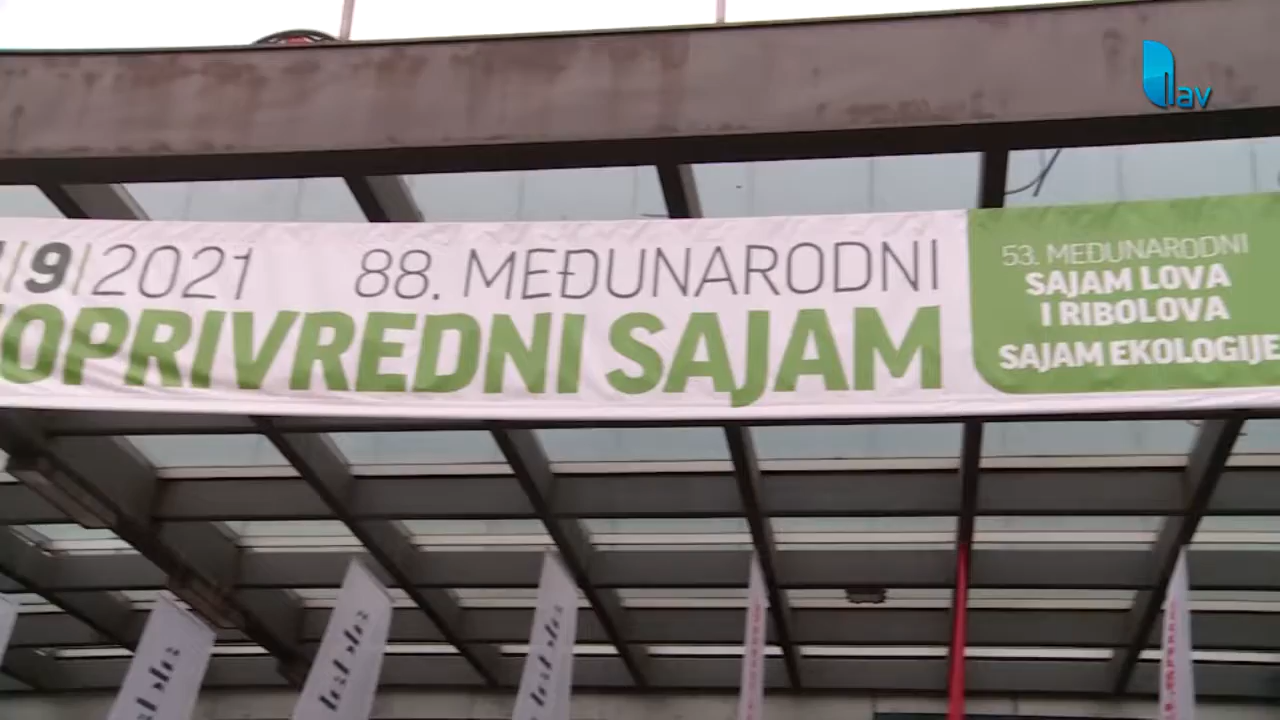 9|2021
88. MEĐUNARODNI
OPRIVREDNI SAJAM
53. MEĐUNARODNI
SAJAM LOVA
I RIBOLOVA
SAJAM EKOLOGIJE
av